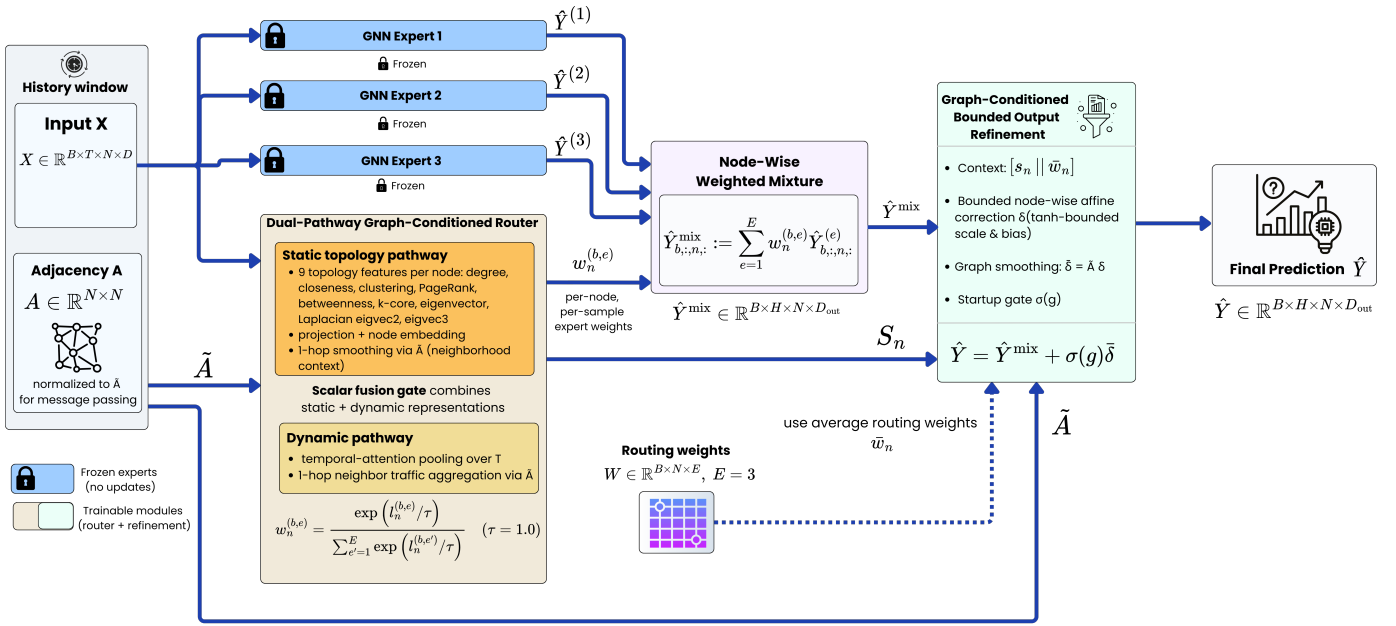 History window
Input X
X ∈ ℝ^{B×T×N×D}
Adjacency A
A ∈ ℝ^{N×N}
normalized to Ã
for message passing
Frozen experts
(no updates)
Trainable modules
(router + refinement)
Ã
GNN Expert 1
Frozen
GNN Expert 2
Frozen
GNN Expert 3
Frozen
Ŷ^{(1)}
Ŷ^{(2)}
Ŷ^{(3)}
Dual-Pathway Graph-Conditioned Router
Static topology pathway
• 9 topology features per node: degree,
closeness, clustering, PageRank,
betweenness, k-core, eigenvector,
Laplacian eigvec2, eigvec3
• projection + node embedding
• 1-hop smoothing via Ã (neighborhood
context)
Scalar fusion gate combines
static + dynamic representations
Dynamic pathway
• temporal-attention pooling over T
• 1-hop neighbor traffic aggregation via Ã
w_n^{(b,e)} = exp(l_n^{(b,e)}/τ) / ∑_{e'=1}^{E} exp(l_n^{(b,e')}/τ) (τ = 1.0)
w_n^{(b,e)}
per-node,
per-sample
expert weights
S_n
Node-Wise
Weighted Mixture
Ŷ^{mix}_{b,:,n,:} := ∑_{e=1}^{E} w_n^{(b,e)} Ŷ^{(e)}_{b,:,n,:}
Ŷ^{mix} ∈ ℝ^{B×H×N×D_{out}}
Routing weights
W ∈ ℝ^{B×N×E}, E = 3
use average routing weights
w̄_n
Ã
Ŷ^{mix}
Graph-Conditioned
Bounded Output
Refinement
• Context: [s_n || w̄_n]
• Bounded node-wise affine
correction δ(tanh-bounded
scale & bias)
• Graph smoothing: δ̄ = Ã δ
• Startup gate σ(g)
Ŷ = Ŷ^{mix} + σ(g)δ̄
Final Prediction Ŷ
Ŷ ∈ ℝ^{B×H×N×D_{out}}